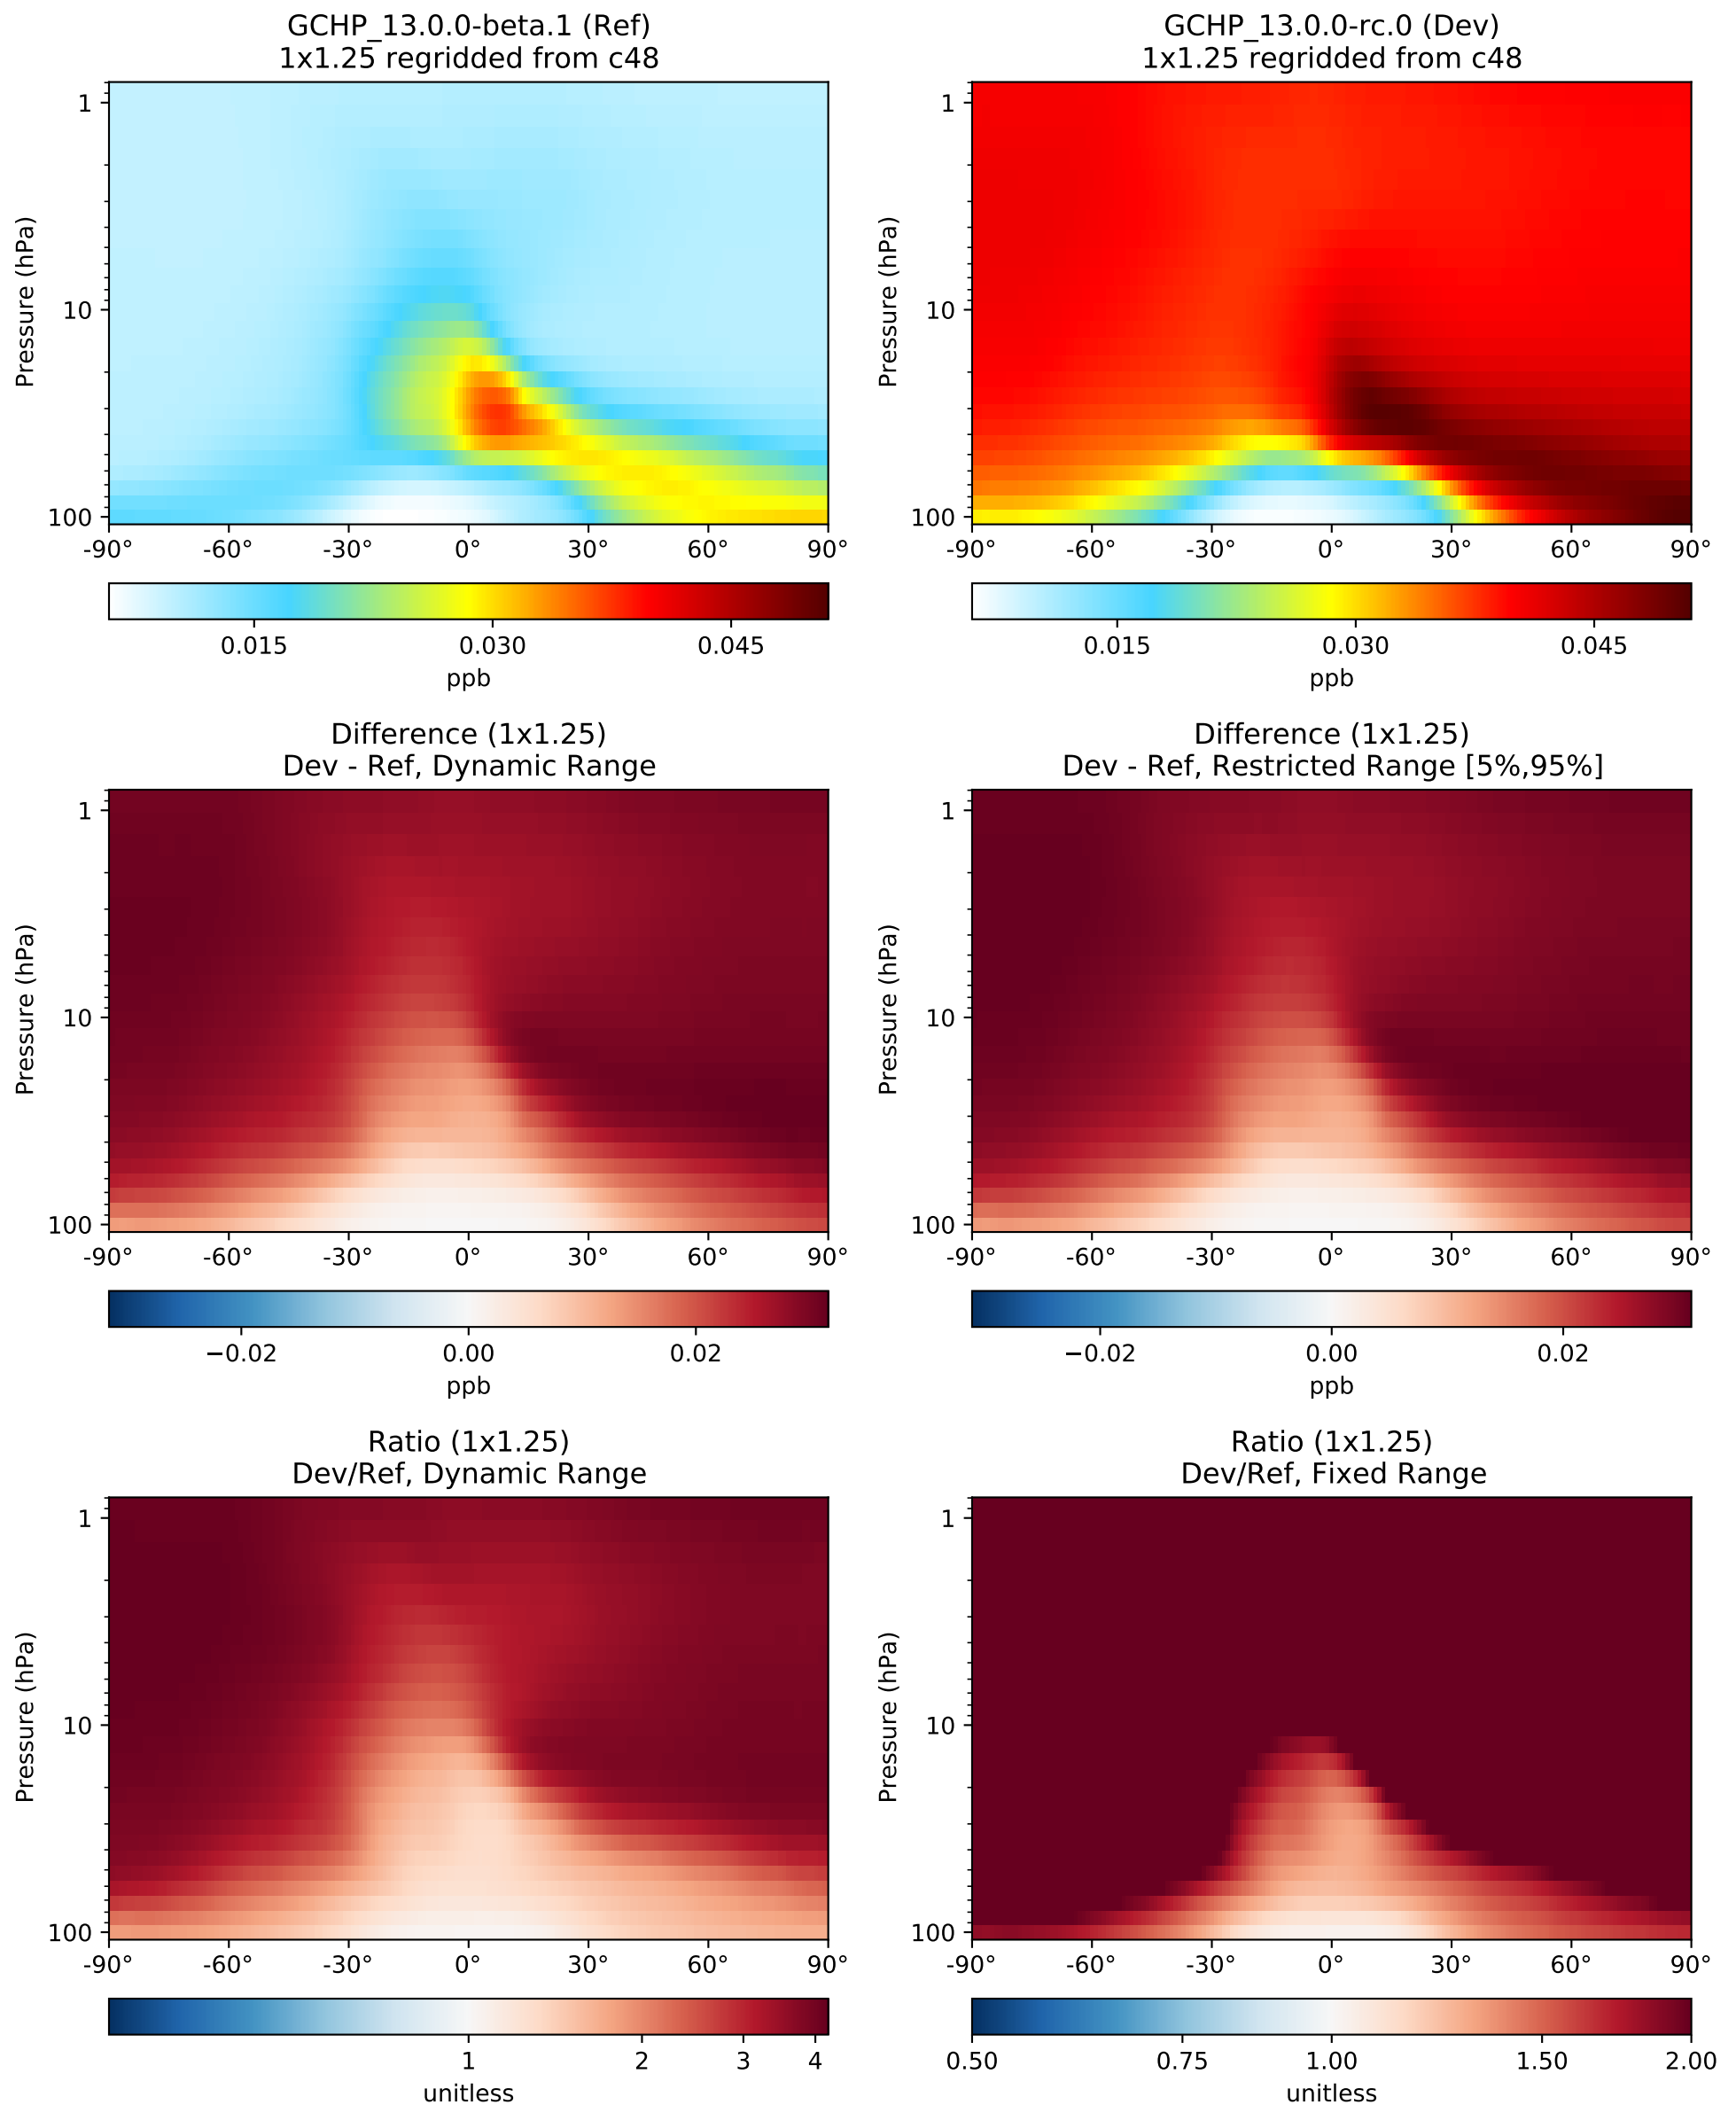 GCHP_13.0.0-beta.1 (Ref)
1x1.25 regridded from c48
Pressure (hPa)
1
10
100
-90° -60° -30° 0° 30° 60° 90°
0.015 0.030 0.045
ppb
GCHP_13.0.0-rc.0 (Dev)
1x1.25 regridded from c48
Pressure (hPa)
1
10
100
-90° -60° -30° 0° 30° 60° 90°
0.015 0.030 0.045
ppb
Difference (1x1.25)
Dev - Ref, Dynamic Range
Pressure (hPa)
1
10
100
-90° -60° -30° 0° 30° 60° 90°
−0.02 0.00 0.02
ppb
Difference (1x1.25)
Dev - Ref, Restricted Range [5%,95%]
Pressure (hPa)
1
10
100
-90° -60° -30° 0° 30° 60° 90°
−0.02 0.00 0.02
ppb
Ratio (1x1.25)
Dev/Ref, Dynamic Range
Pressure (hPa)
1
10
100
-90° -60° -30° 0° 30° 60° 90°
1 2 3 4
unitless
Ratio (1x1.25)
Dev/Ref, Fixed Range
Pressure (hPa)
1
10
100
-90° -60° -30° 0° 30° 60° 90°
0.50 0.75 1.00 1.50 2.00
unitless